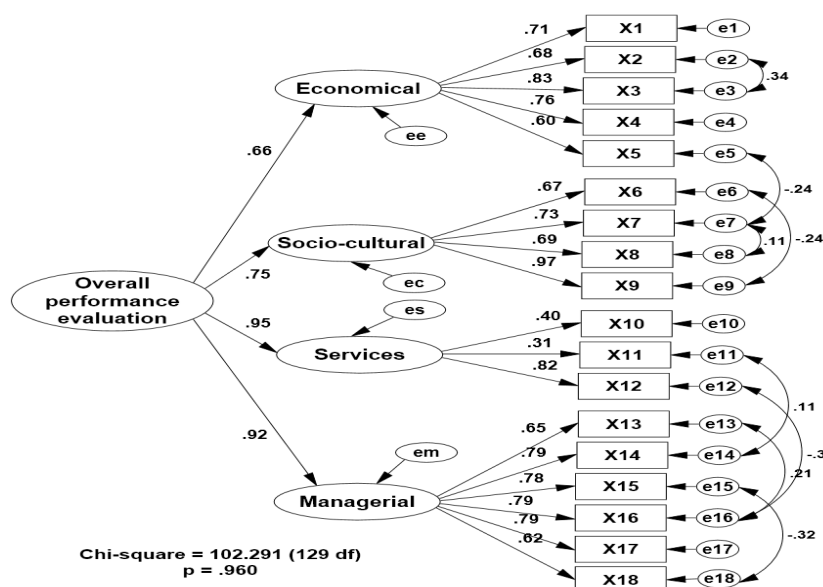 .71
X1
e1
.68
X2
e2
.83
X3
e3
.34
Economical
.76
X4
e4
ee
.60
X5
e5
.66
.67
X6
e6
-.24
.73
X7
e7
Socio-cultural
.69
X8
e8
.11
-.24
.75
.97
X9
e9
ec
Overall
performance
evaluation
es
.95
.40
X10
e10
Services
.31
X11
e11
.82
X12
e12
.11
.92
.65
X13
e13
em
.79
X14
e14
.21
Managerial
.78
X15
e15
.79
X16
e16
.79
X17
e17
-.32
.62
X18
e18
Chi-square = 102.291 (129 df)
p = .960